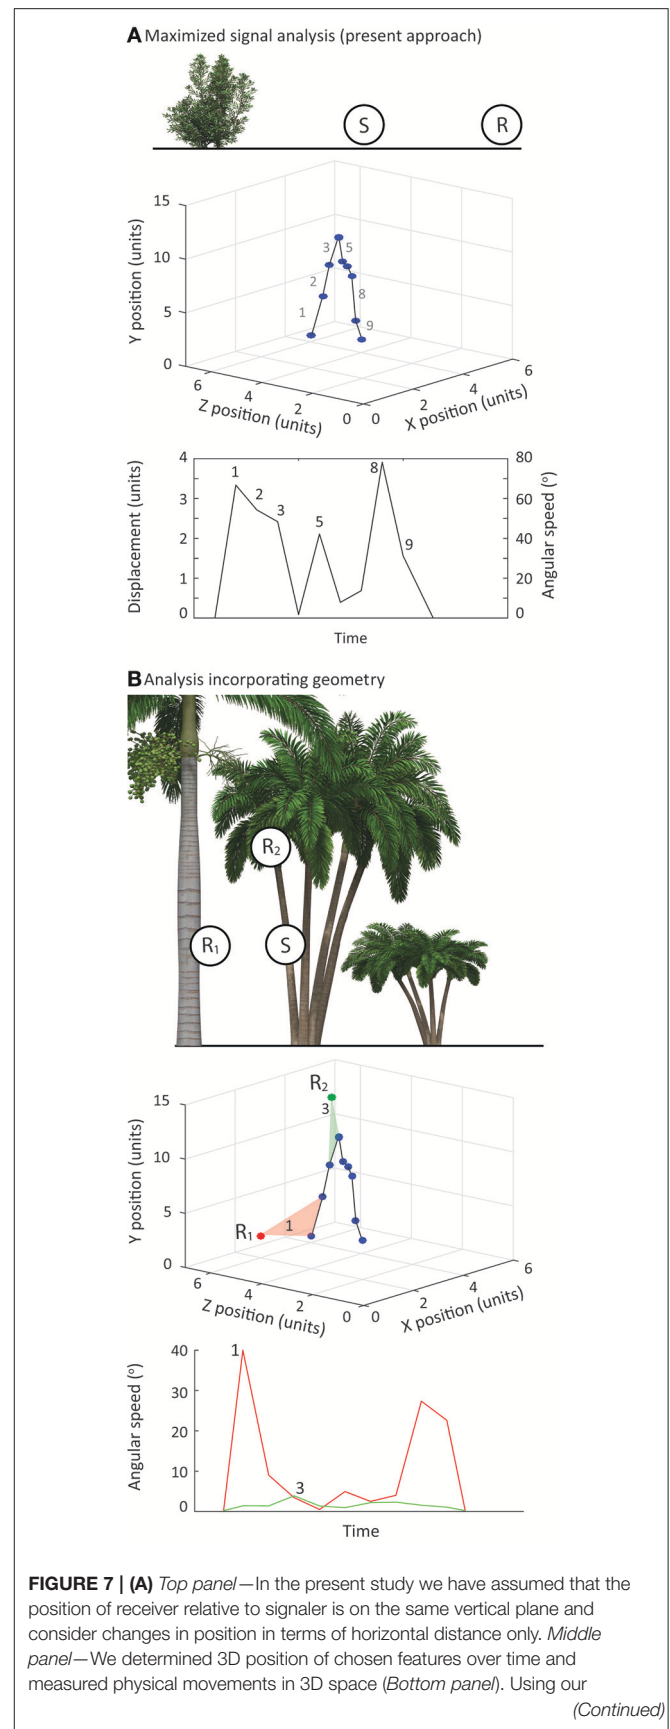 A Maximized signal analysis (present approach)
S
R
15
10
5
0
Y position (units)
3
5
2
8
1
9
6
4
2
0
Z position (units)
0
2
4
6
X position (units)
4
3
2
1
0
Displacement (units)
1
2
3
5
8
9
80
60
40
20
0
Angular speed (°)
Time
B Analysis incorporating geometry
R2
R1
S
15
10
5
0
Y position (units)
R2
3
R1
1
6
4
2
0
Z position (units)
0
2
4
6
X position (units)
40
30
20
10
0
Angular speed (°)
1
3
Time
FIGURE 7 | (A) Top panel—In the present study we have assumed that the
position of receiver relative to signaler is on the same vertical plane and
consider changes in position in terms of horizontal distance only. Middle
panel—We determined 3D position of chosen features over time and
measured physical movements in 3D space (Bottom panel). Using our
(Continued)